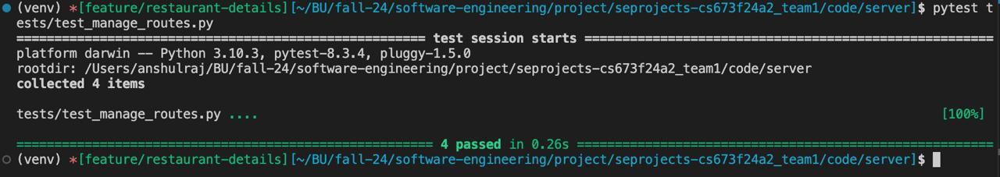 (venv) *[feature/restaurant-details][~/BU/fall-24/software-engineering/project/seprojects-cs673f24a2_team1/code/server]$ pytest t
ests/test_manage_routes.py
====================================================== test session starts ======================================================
platform darwin -- Python 3.10.3, pytest-8.3.4, pluggy-1.5.0
rootdir: /Users/anshulraj/BU/fall-24/software-engineering/project/seprojects-cs673f24a2_team1/code/server
collected 4 items
tests/test_manage_routes.py .... [100%]
======================================================= 4 passed in 0.26s =======================================================
(venv) *[feature/restaurant-details][~/BU/fall-24/software-engineering/project/seprojects-cs673f24a2_team1/code/server]$